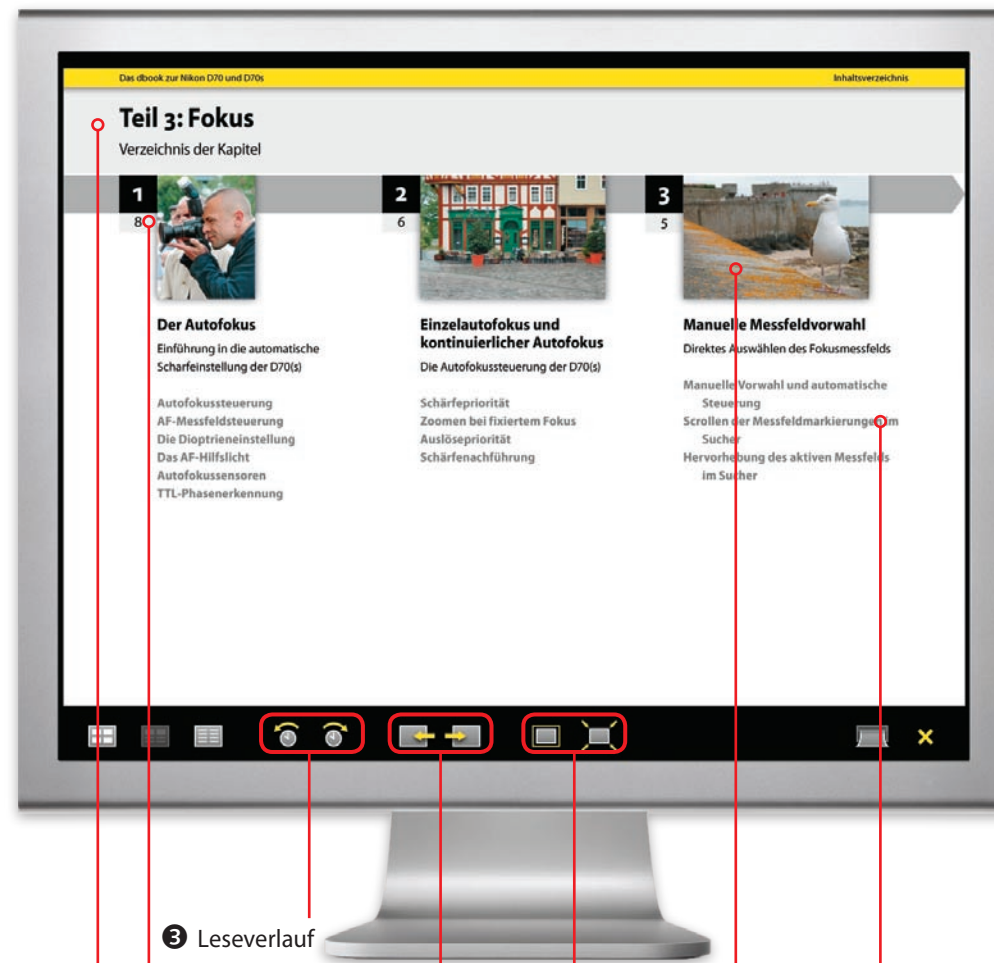 Das dbook zur Nikon D70 und D70s
Inhaltsverzeichnis
Teil 3: Fokus
Verzeichnis der Kapitel
1
8
Der Autofokus
Einführung in die automatische
Scharfeinstellung der D70(s)
Autofokussteuerung
AF-Messfeldsteuerung
Die Dioptrieneinstellung
Das AF-Hilfslicht
Autofokussensoren
TTL-Phasenerkennung
2
6
Einzelautofokus und
kontinuierlicher Autofokus
Die Autofokussteuerung der D70(s)
Schärfepriorität
Zoomen bei fixiertem Fokus
Auslösepriorität
Schärfenachführung
3
5
Manuelle Messfeldvorwahl
Direktes Auswählen des Fokusmessfelds
Manuelle Vorwahl und automatische
Steuerung
Scrollen der Messfeldmarkierungen im
Sucher
Hervorhebung des aktiven Messfelds
im Sucher
❸ Leseverlauf